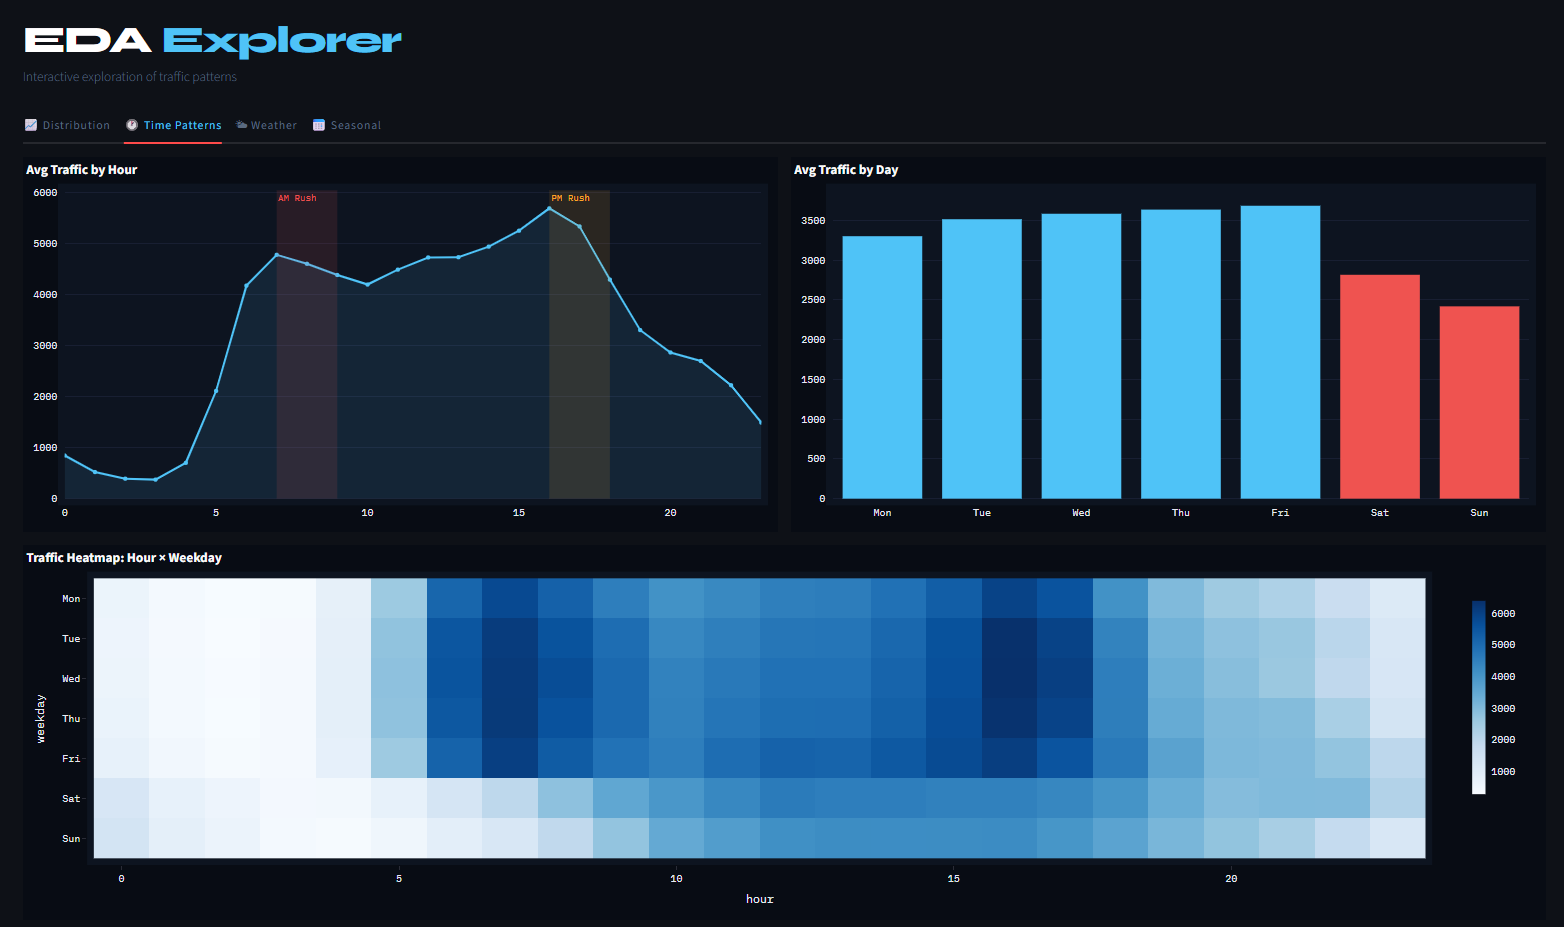 EDA Explorer
Interactive exploration of traffic patterns
Distribution
Time Patterns
Weather
Seasonal
Avg Traffic by Hour
6000
5000
4000
3000
2000
1000
0
AM Rush
PM Rush
0 5 10 15 20
Avg Traffic by Day
3500
3000
2500
2000
1500
1000
500
0
Mon Tue Wed Thu Fri Sat Sun
Traffic Heatmap: Hour × Weekday
weekday
Mon
Tue
Wed
Thu
Fri
Sat
Sun
0 5 10 15 20
hour
6000
5000
4000
3000
2000
1000